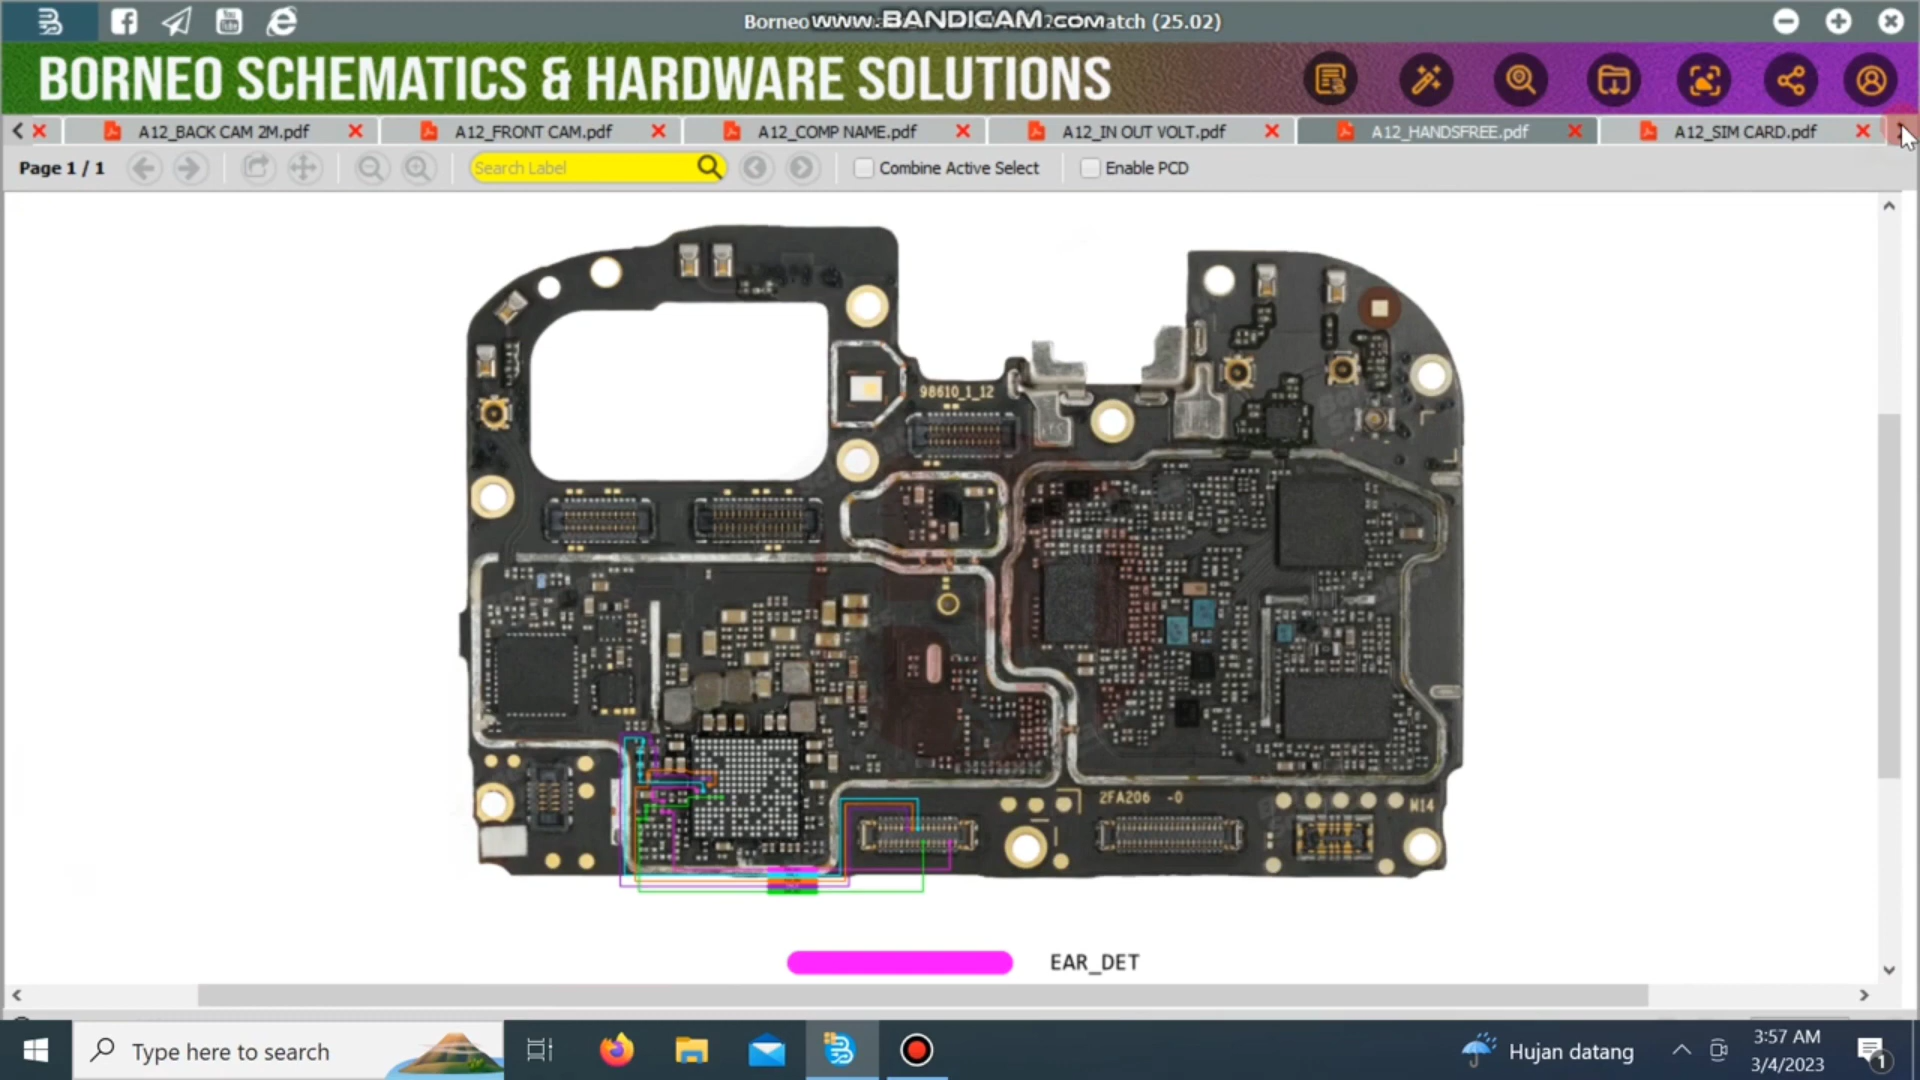 Borneo
www.BANDICAM.com
atch (25.02)
BORNEO SCHEMATICS & HARDWARE SOLUTIONS
A12_BACK CAM 2M.pdf
A12_FRONT CAM.pdf
A12_COMP NAME.pdf
A12_IN OUT VOLT.pdf
A12_HANDSFREE.pdf
A12_SIM CARD.pdf
Page 1 / 1
Search Label
Combine Active Select
Enable PCD
98610_1_12
2FA206 -0
M14
EAR_DET
Type here to search
Hujan datang
3:57 AM
3/4/2023
1